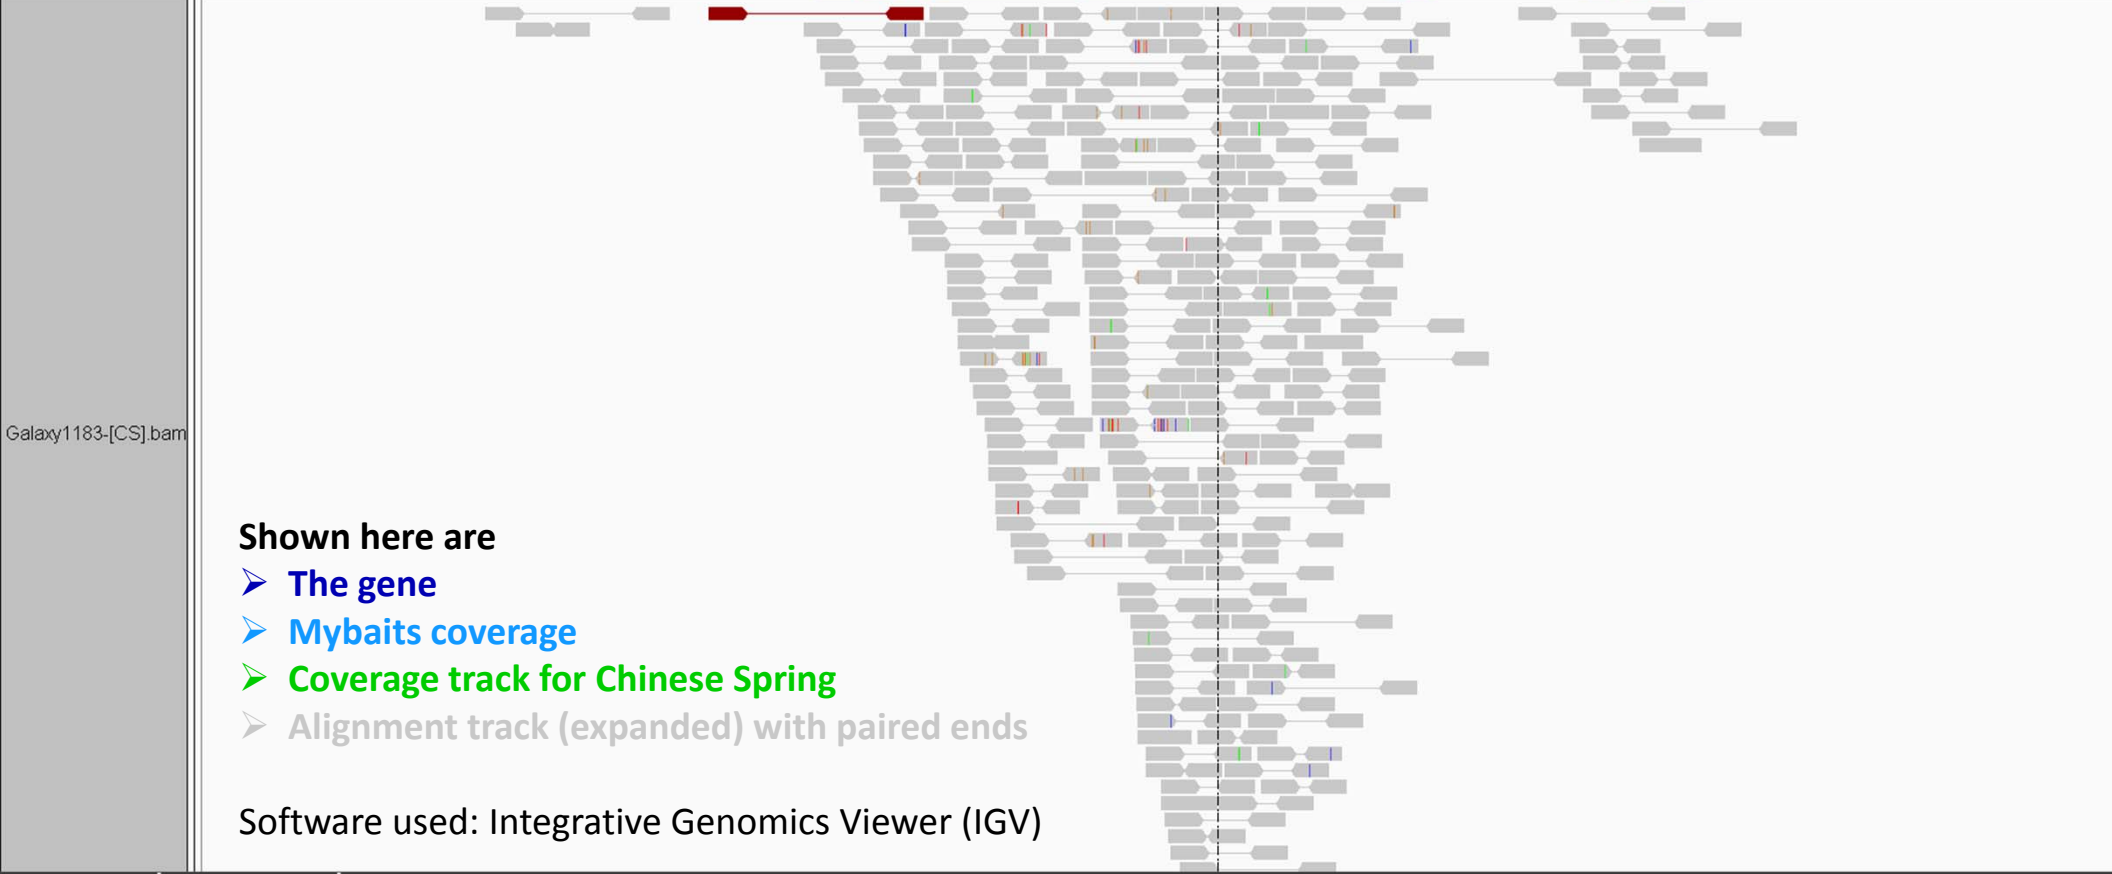 Galaxy1183-[CS].bam
Shown here are
➢ The gene
➢ Mybaits coverage
➢ Coverage track for Chinese Spring
➢ Alignment track (expanded) with paired ends
Software used: Integrative Genomics Viewer (IGV)